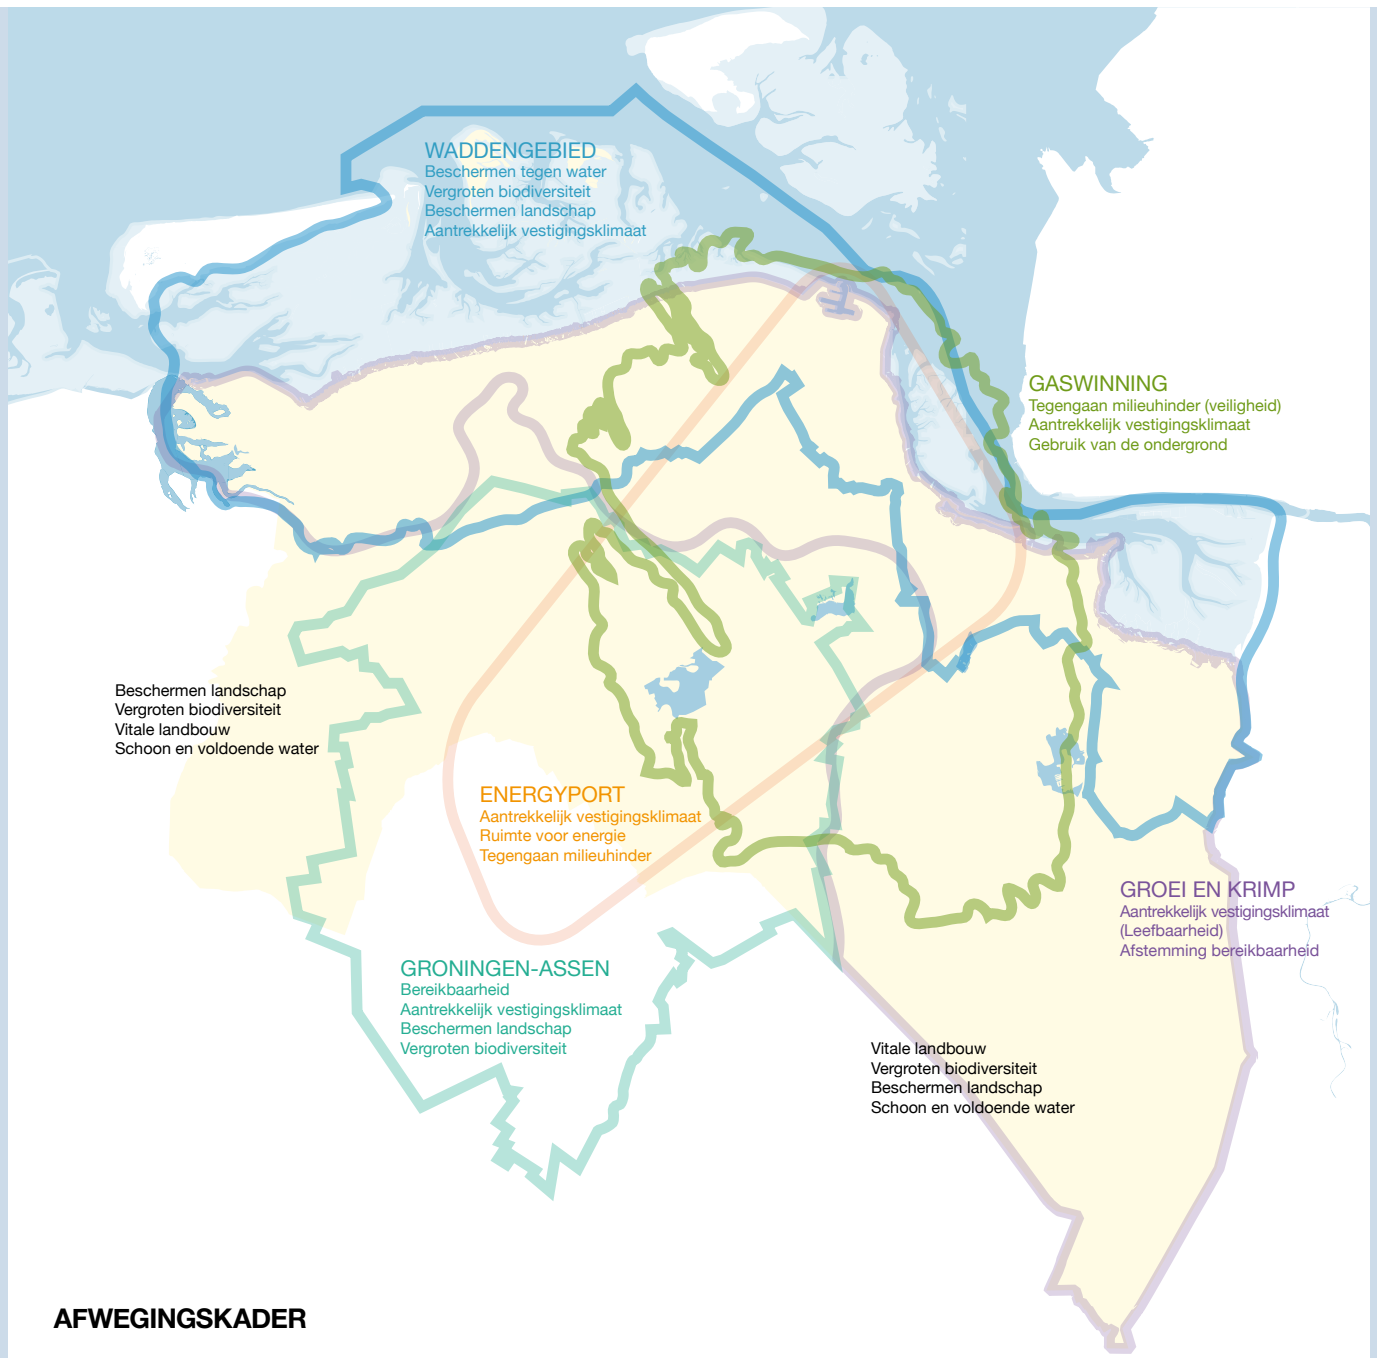 WADDENGEBIED
Beschermen tegen water
Vergroten biodiversiteit
Beschermen landschap
Aantrekkelijk vestigingsklimaat
GASWINNING
Tegengaan milieuhinder (veiligheid)
Aantrekkelijk vestigingsklimaat
Gebruik van de ondergrond
Beschermen landschap
Vergroten biodiversiteit
Vitale landbouw
Schoon en voldoende water
ENERGYPORT
Aantrekkelijk vestigingsklimaat
Ruimte voor energie
Tegengaan milieuhinder
GROEI EN KRIMP
Aantrekkelijk vestigingsklimaat
(Leefbaarheid)
Afstemming bereikbaarheid
GRONINGEN-ASSEN
Bereikbaarheid
Aantrekkelijk vestigingsklimaat
Beschermen landschap
Vergroten biodiversiteit
Vitale landbouw
Vergroten biodiversiteit
Beschermen landschap
Schoon en voldoende water
AFWEGINGSKADER